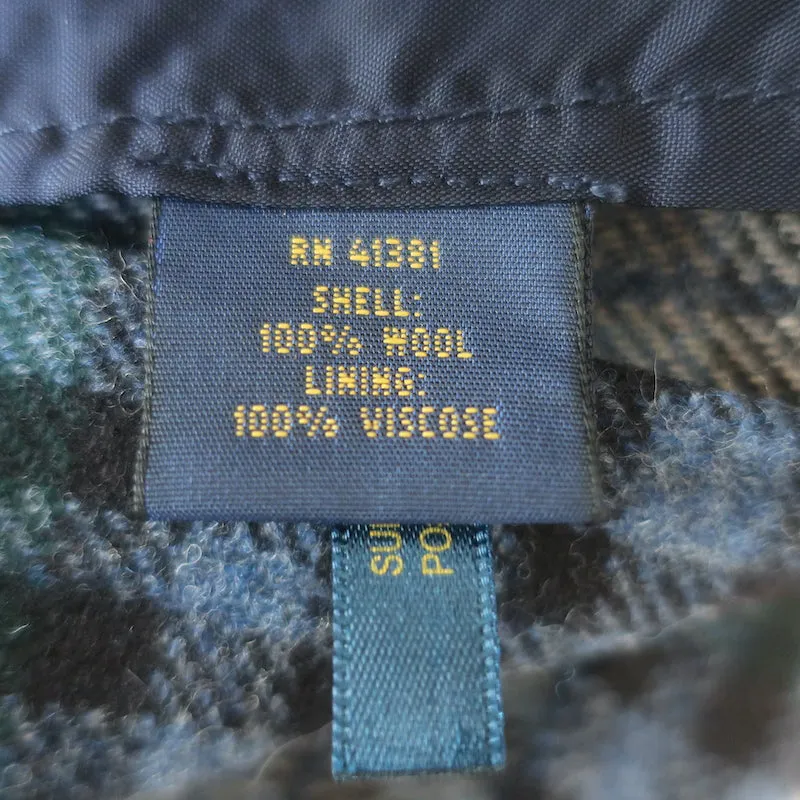 RN 41381
SHELL:
100% WOOL
LINING:
100% VISCOSE